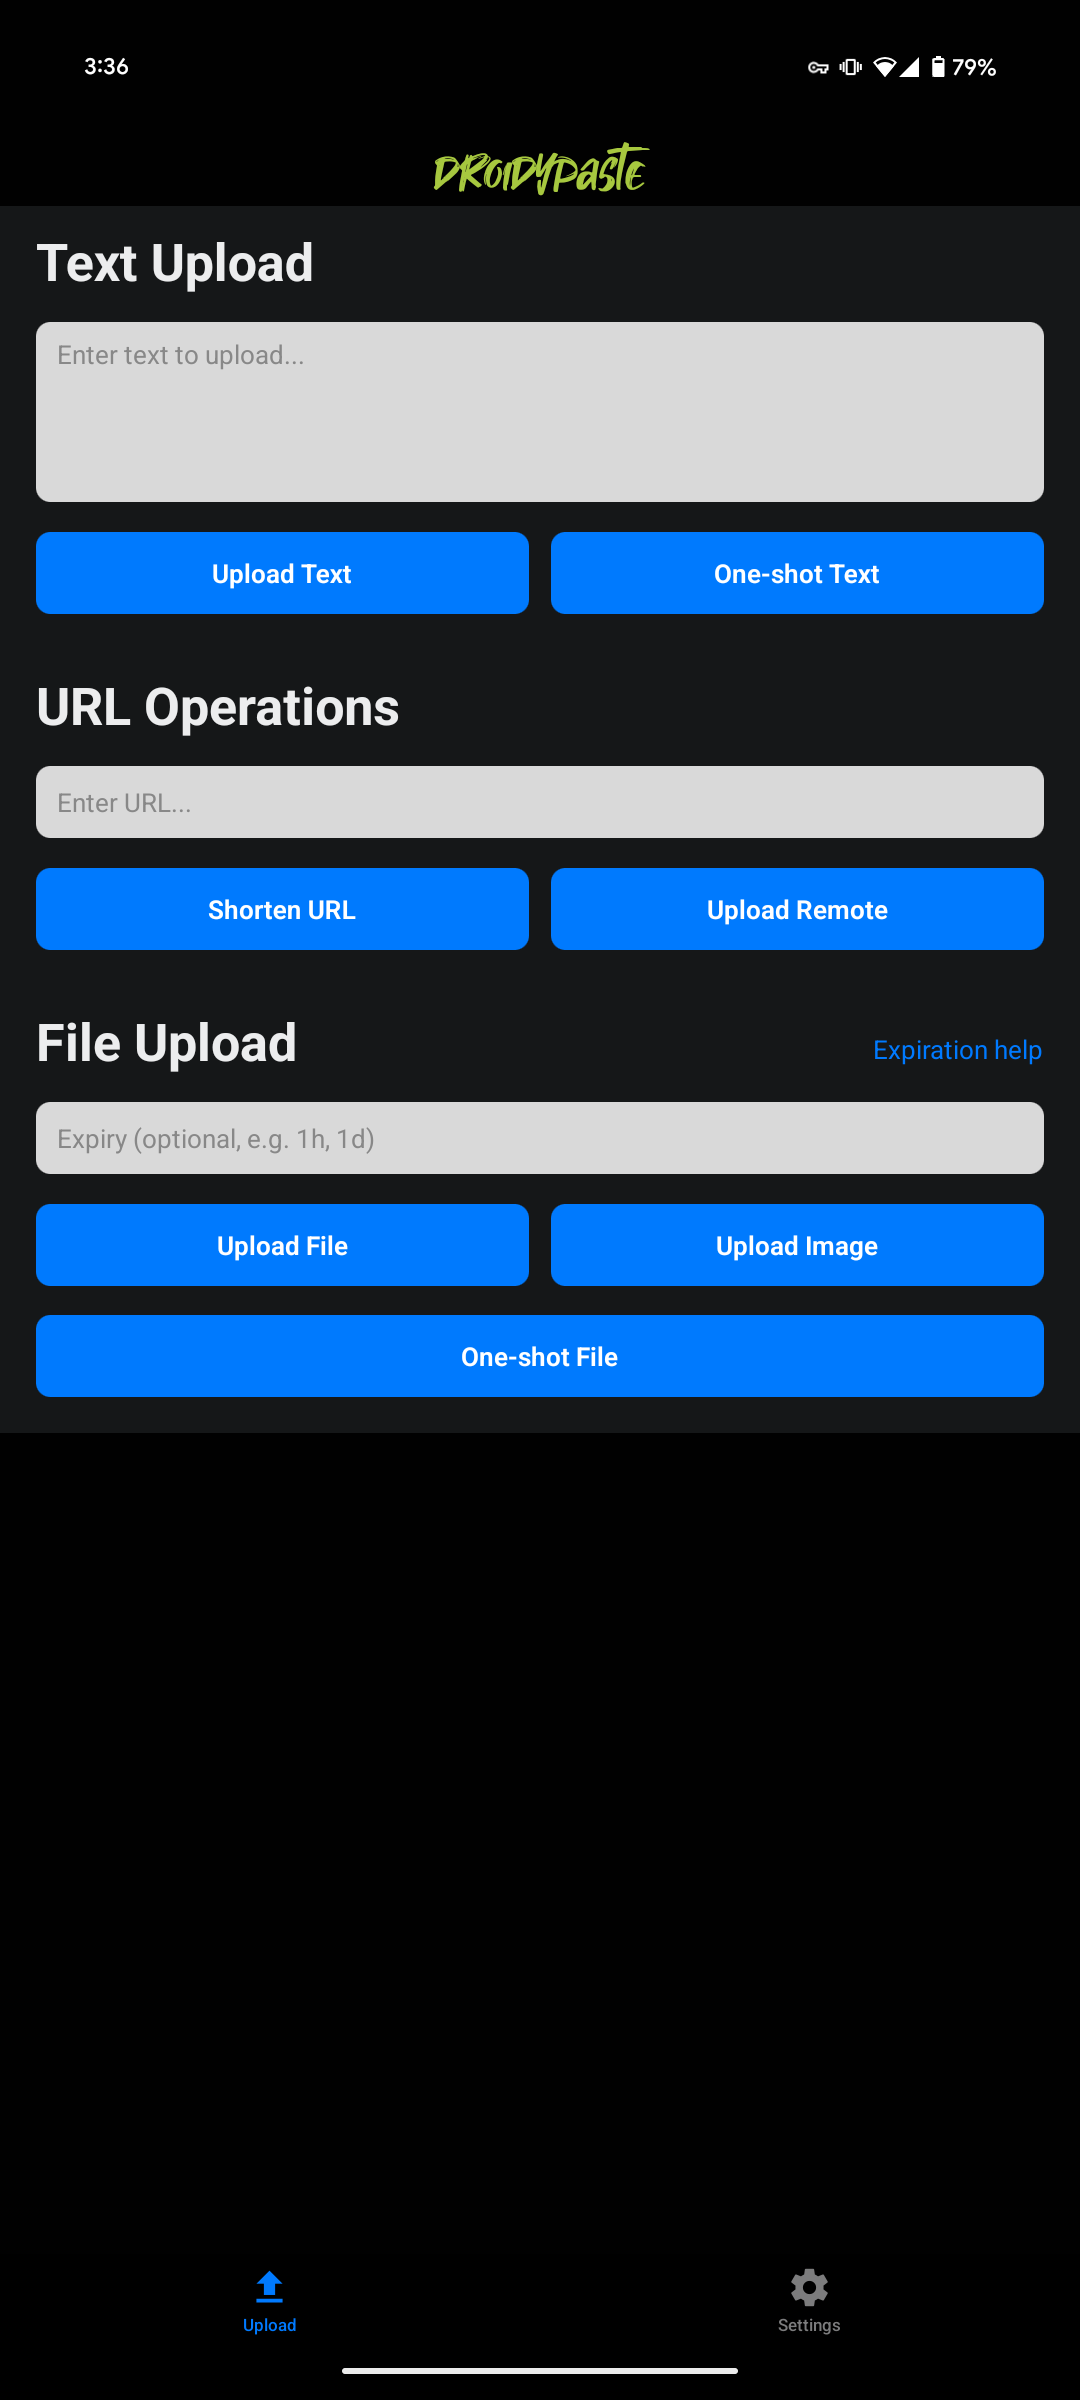 3:36
79%
DROIDYPASTE
Text Upload
Enter text to upload...
Upload Text
One-shot Text
URL Operations
Enter URL...
Shorten URL
Upload Remote
File Upload
Expiration help
Expiry (optional, e.g. 1h, 1d)
Upload File
Upload Image
One-shot File
Upload
Settings